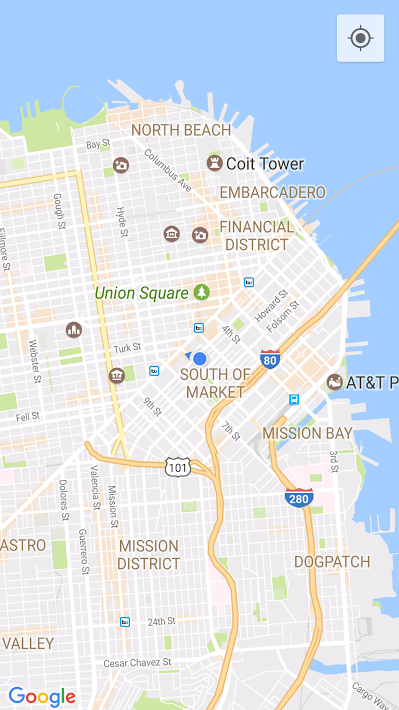 NORTH BEACH
Bay St
Columbus Ave
Coit Tower
EMBARCADERO
Gough St
Hyde St
FINANCIAL
DISTRICT
Fillmore St
Union Square
Howard St
Folsom St
4th St
Webster St
Turk St
80
SOUTH OF
MARKET
AT&T P
9th St
Fell St
7th St
MISSION BAY
101
3rd St
Dolores St
Valencia St
Mission St
280
Guerrero St
ASTRO
MISSION
DISTRICT
DOGPATCH
24th St
VALLEY
Cesar Chavez St
Cargo Way
Google